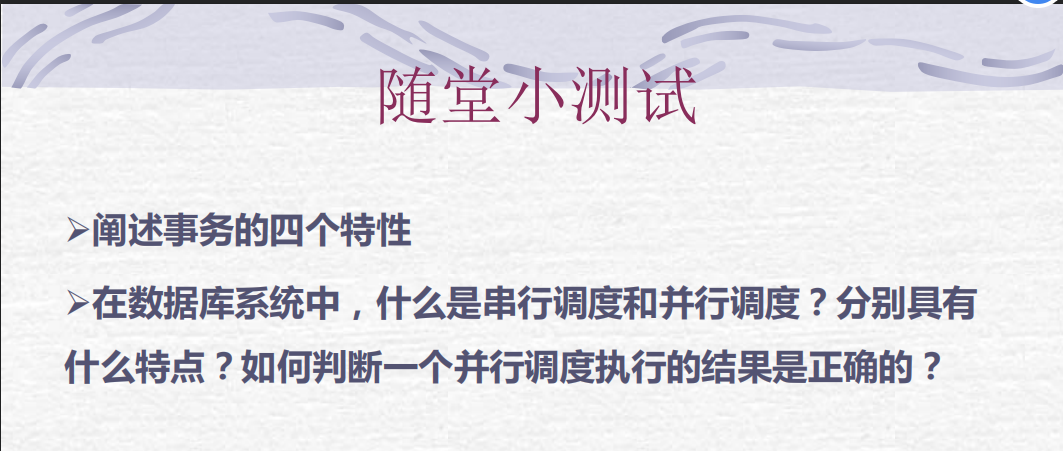 随堂小测试
➢阐述事务的四个特性
➢在数据库系统中，什么是串行调度和并行调度？分别具有
什么特点？如何判断一个并行调度执行的结果是正确的？